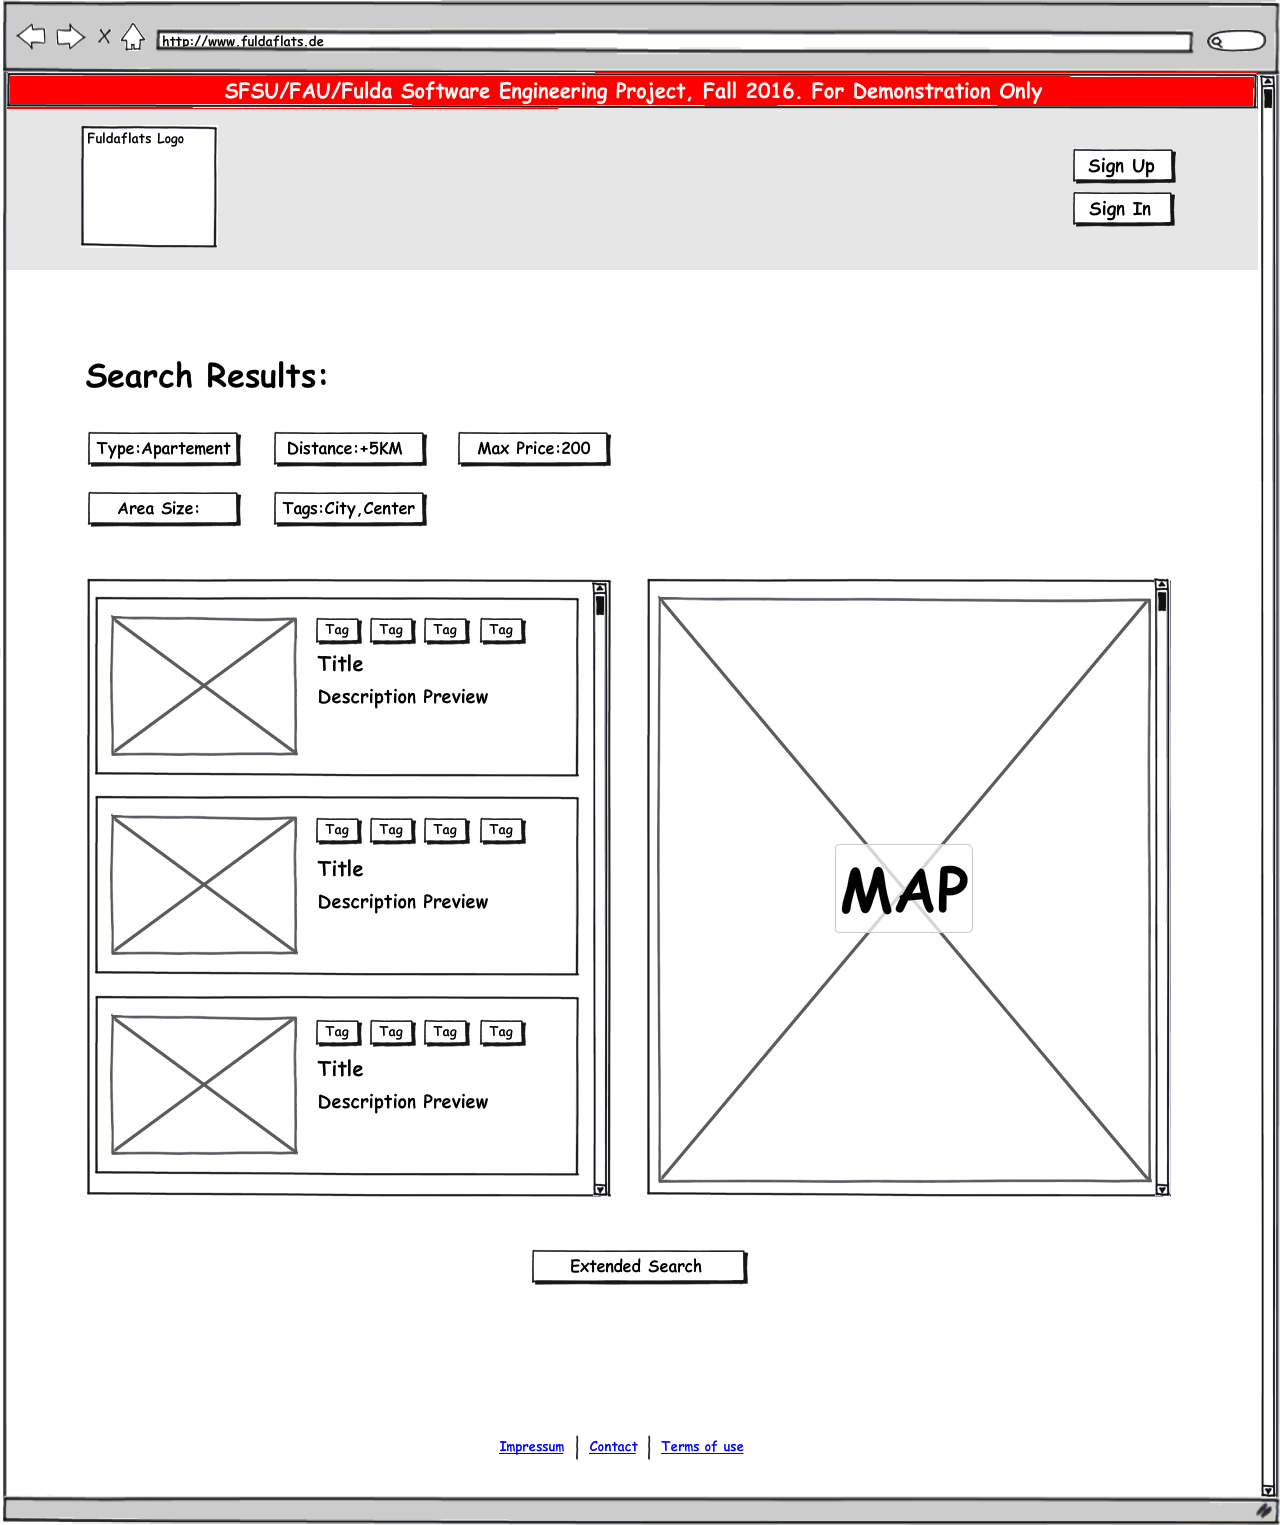 http://www.fuldaflats.de
SFSU/FAU/Fulda Software Engineering Project, Fall 2016. For Demonstration Only
Fuldaflats Logo
Sign Up
Sign In
Search Results:
Type:Apartement
Distance:+5KM
Max Price:200
Area Size:
Tags:City,Center
Tag Tag Tag Tag
Title
Description Preview
Tag Tag Tag Tag
Title
Description Preview
Tag Tag Tag Tag
Title
Description Preview
MAP
Extended Search
Impressum | Contact | Terms of use